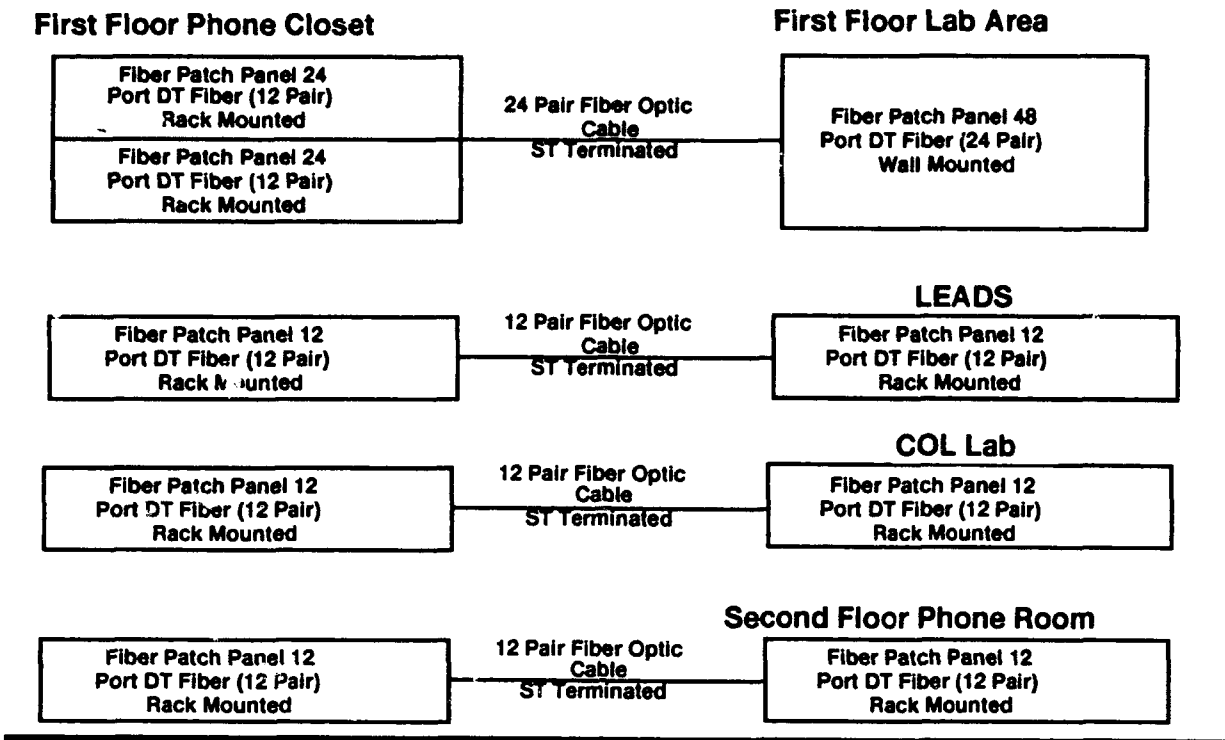 First Floor Phone Closet
First Floor Lab Area
Fiber Patch Panel 24
Port DT Fiber (12 Pair)
Rack Mounted
Fiber Patch Panel 24
Port DT Fiber (12 Pair)
Rack Mounted
24 Pair Fiber Optic
Cable
ST Terminated
Fiber Patch Panel 48
Port DT Fiber (24 Pair)
Wall Mounted
LEADS
Fiber Patch Panel 12
Port DT Fiber (12 Pair)
Rack Mounted
12 Pair Fiber Optic
Cable
ST Terminated
Fiber Patch Panel 12
Port DT Fiber (12 Pair)
Rack Mounted
COL Lab
Fiber Patch Panel 12
Port DT Fiber (12 Pair)
Rack Mounted
12 Pair Fiber Optic
Cable
ST Terminated
Fiber Patch Panel 12
Port DT Fiber (12 Pair)
Rack Mounted
Second Floor Phone Room
Fiber Patch Panel 12
Port DT Fiber (12 Pair)
Rack Mounted
12 Pair Fiber Optic
Cable
ST Terminated
Fiber Patch Panel 12
Port DT Fiber (12 Pair)
Rack Mounted